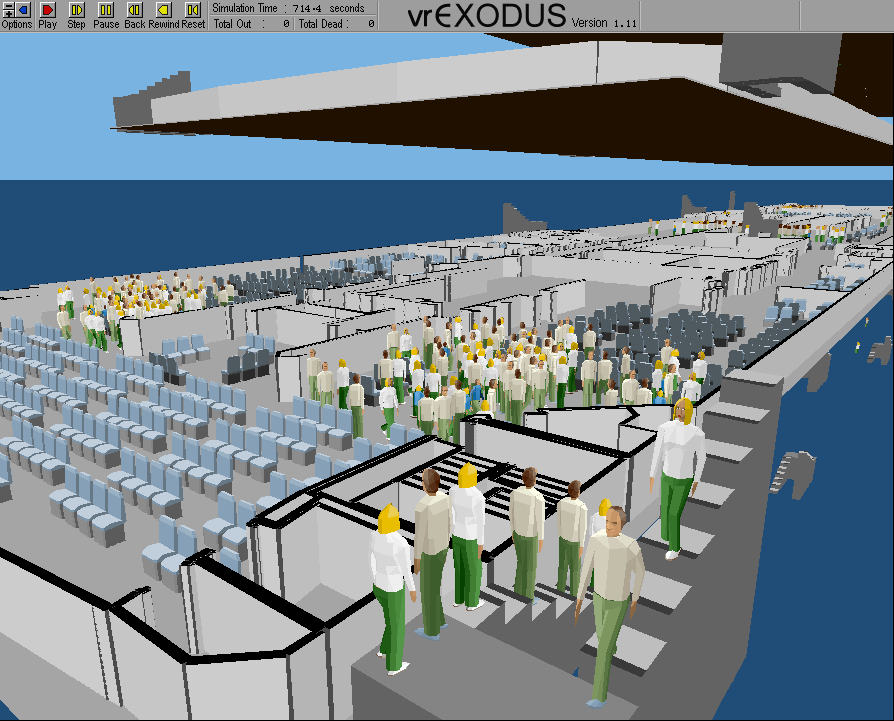 Options Play Step Pause Back Rewind Reset
Simulation Time : 714.4 seconds
Total Out : 0 Total Dead : 0
vrEXODUS Version 1.11